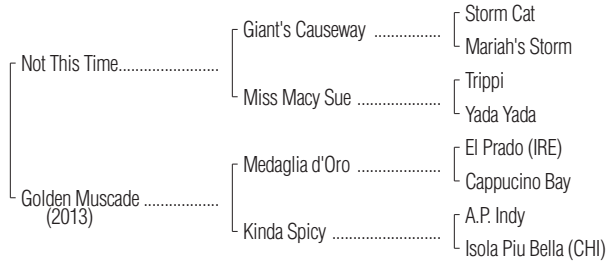 Storm Cat
Giant's Causeway ..................
Mariah's Storm
Not This Time.......................
Trippi
Miss Macy Sue ...................
Yada Yada
El Prado (IRE)
Medaglia d'Oro ...................
Cappucino Bay
Golden Muscade .................
(2013)
A.P. Indy
Kinda Spicy .........................
Isola Piu Bella (CHI)